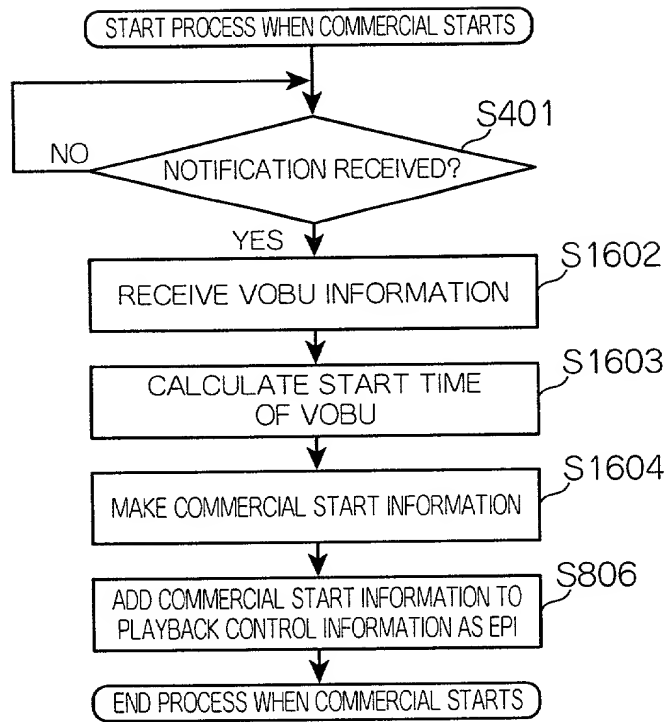 START PROCESS WHEN COMMERCIAL STARTS
S401
NO
NOTIFICATION RECEIVED?
YES
S1602
RECEIVE VOBU INFORMATION
S1603
CALCULATE START TIME
OF VOBU
S1604
MAKE COMMERCIAL START INFORMATION
S806
ADD COMMERCIAL START INFORMATION TO
PLAYBACK CONTROL INFORMATION AS EPI
END PROCESS WHEN COMMERCIAL STARTS